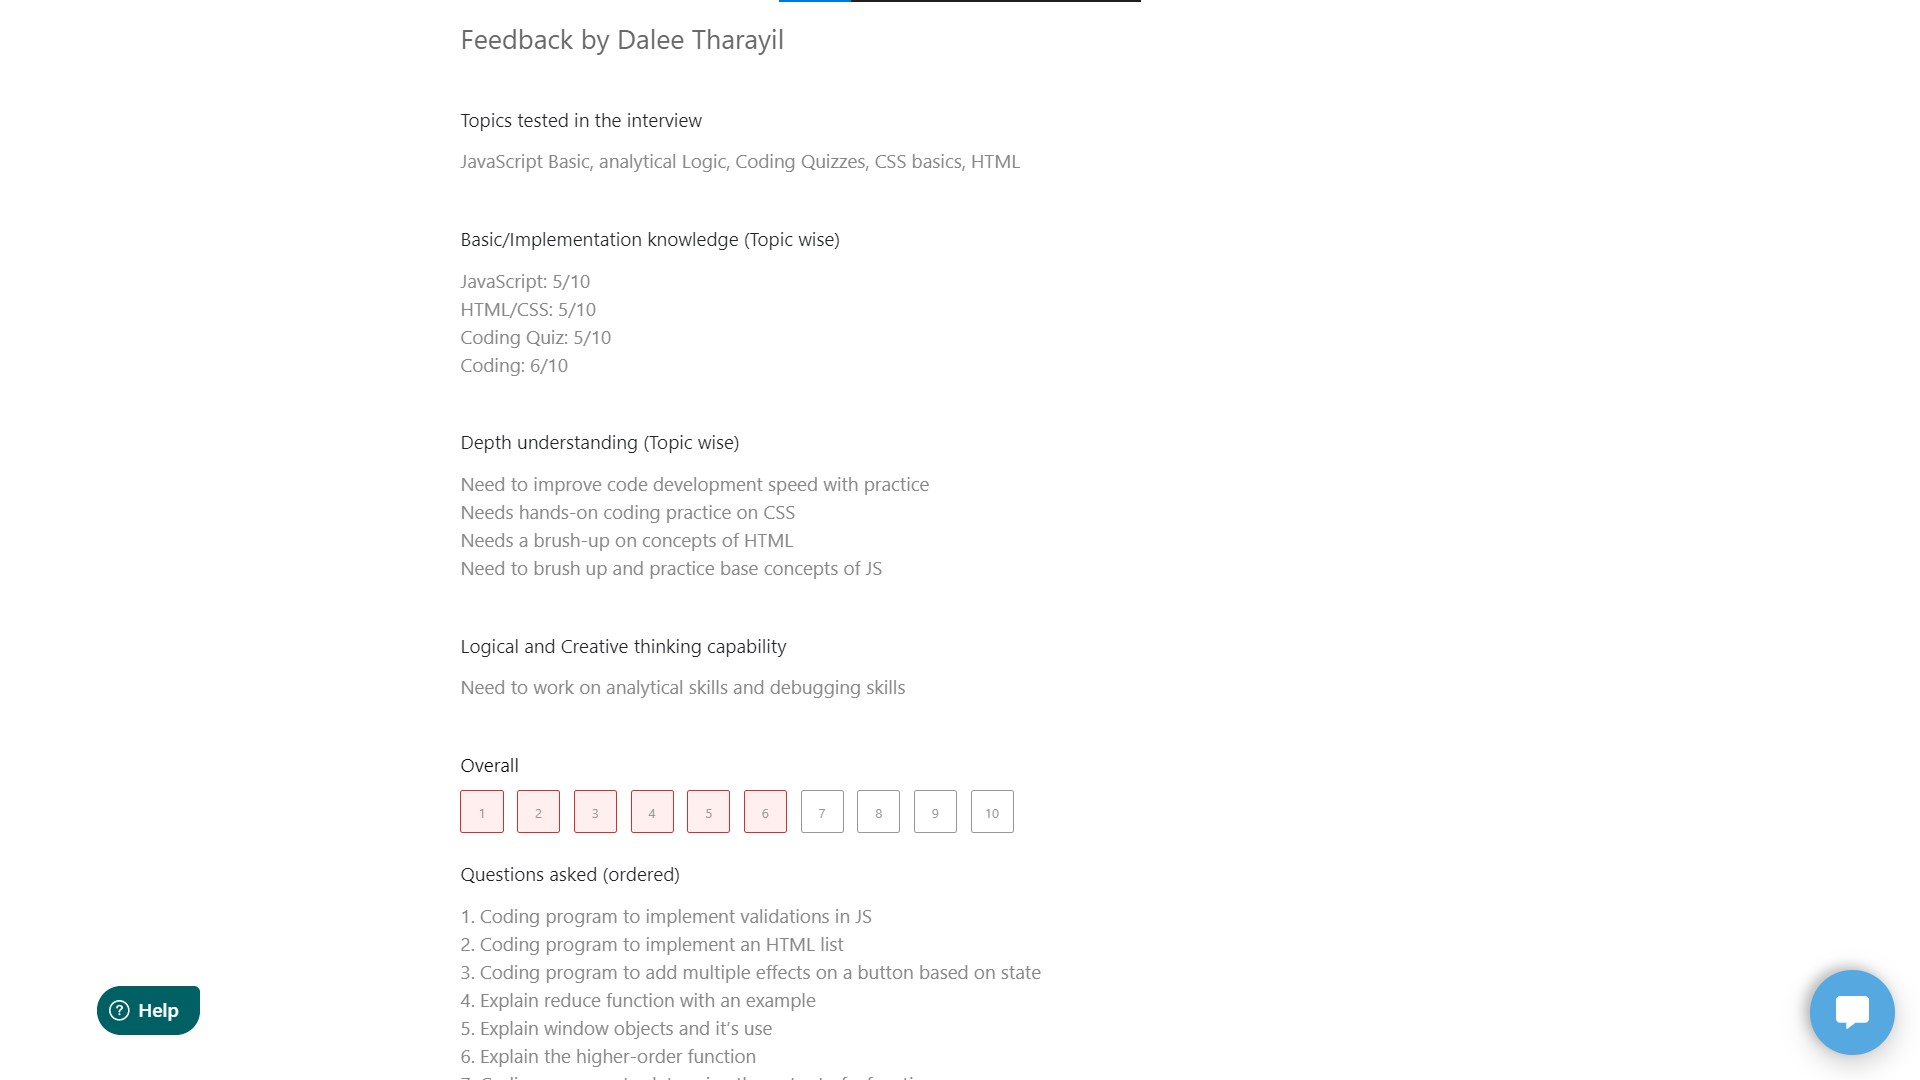 Feedback by Dalee Tharayil
Topics tested in the interview
JavaScript Basic, analytical Logic, Coding Quizzes, CSS basics, HTML
Basic/Implementation knowledge (Topic wise)
JavaScript: 5/10
HTML/CSS: 5/10
Coding Quiz: 5/10
Coding: 6/10
Depth understanding (Topic wise)
Need to improve code development speed with practice
Needs hands-on coding practice on CSS
Needs a brush-up on concepts of HTML
Need to brush up and practice base concepts of JS
Logical and Creative thinking capability
Need to work on analytical skills and debugging skills
Overall
1 2 3 4 5 6 7 8 9 10
Questions asked (ordered)
1. Coding program to implement validations in JS
2. Coding program to implement an HTML list
3. Coding program to add multiple effects on a button based on state
4. Explain reduce function with an example
5. Explain window objects and it's use
6. Explain the higher-order function
Help